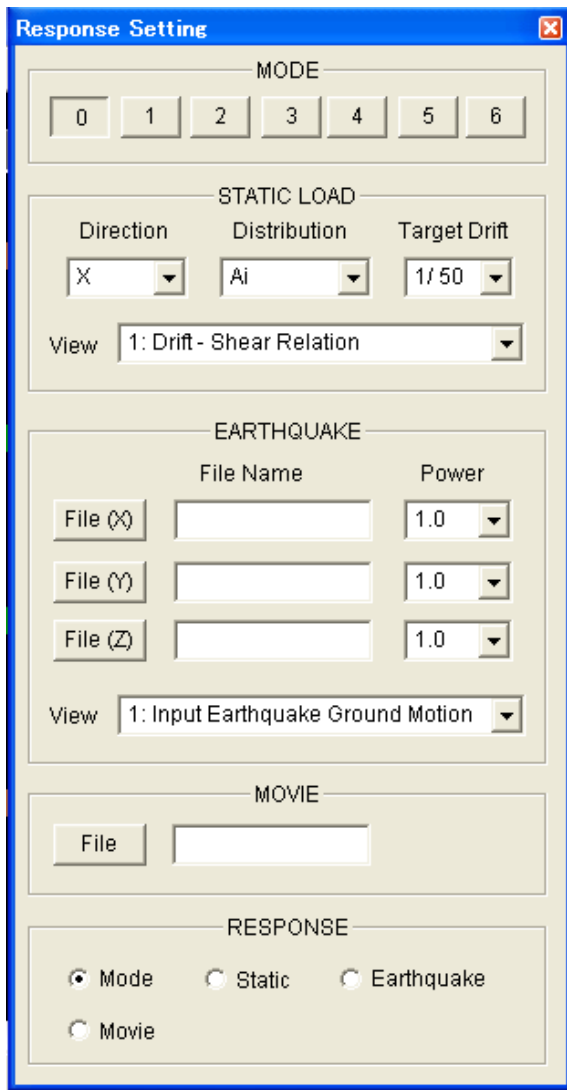 Response Setting
MODE
0 1 2 3 4 5 6
STATIC LOAD
Direction Distribution Target Drift
X Ai 1/ 50
View 1: Drift - Shear Relation
EARTHQUAKE
File Name Power
File (X) 1.0
File (Y) 1.0
File (Z) 1.0
View 1: Input Earthquake Ground Motion
MOVIE
File
RESPONSE
Mode Static Earthquake
Movie